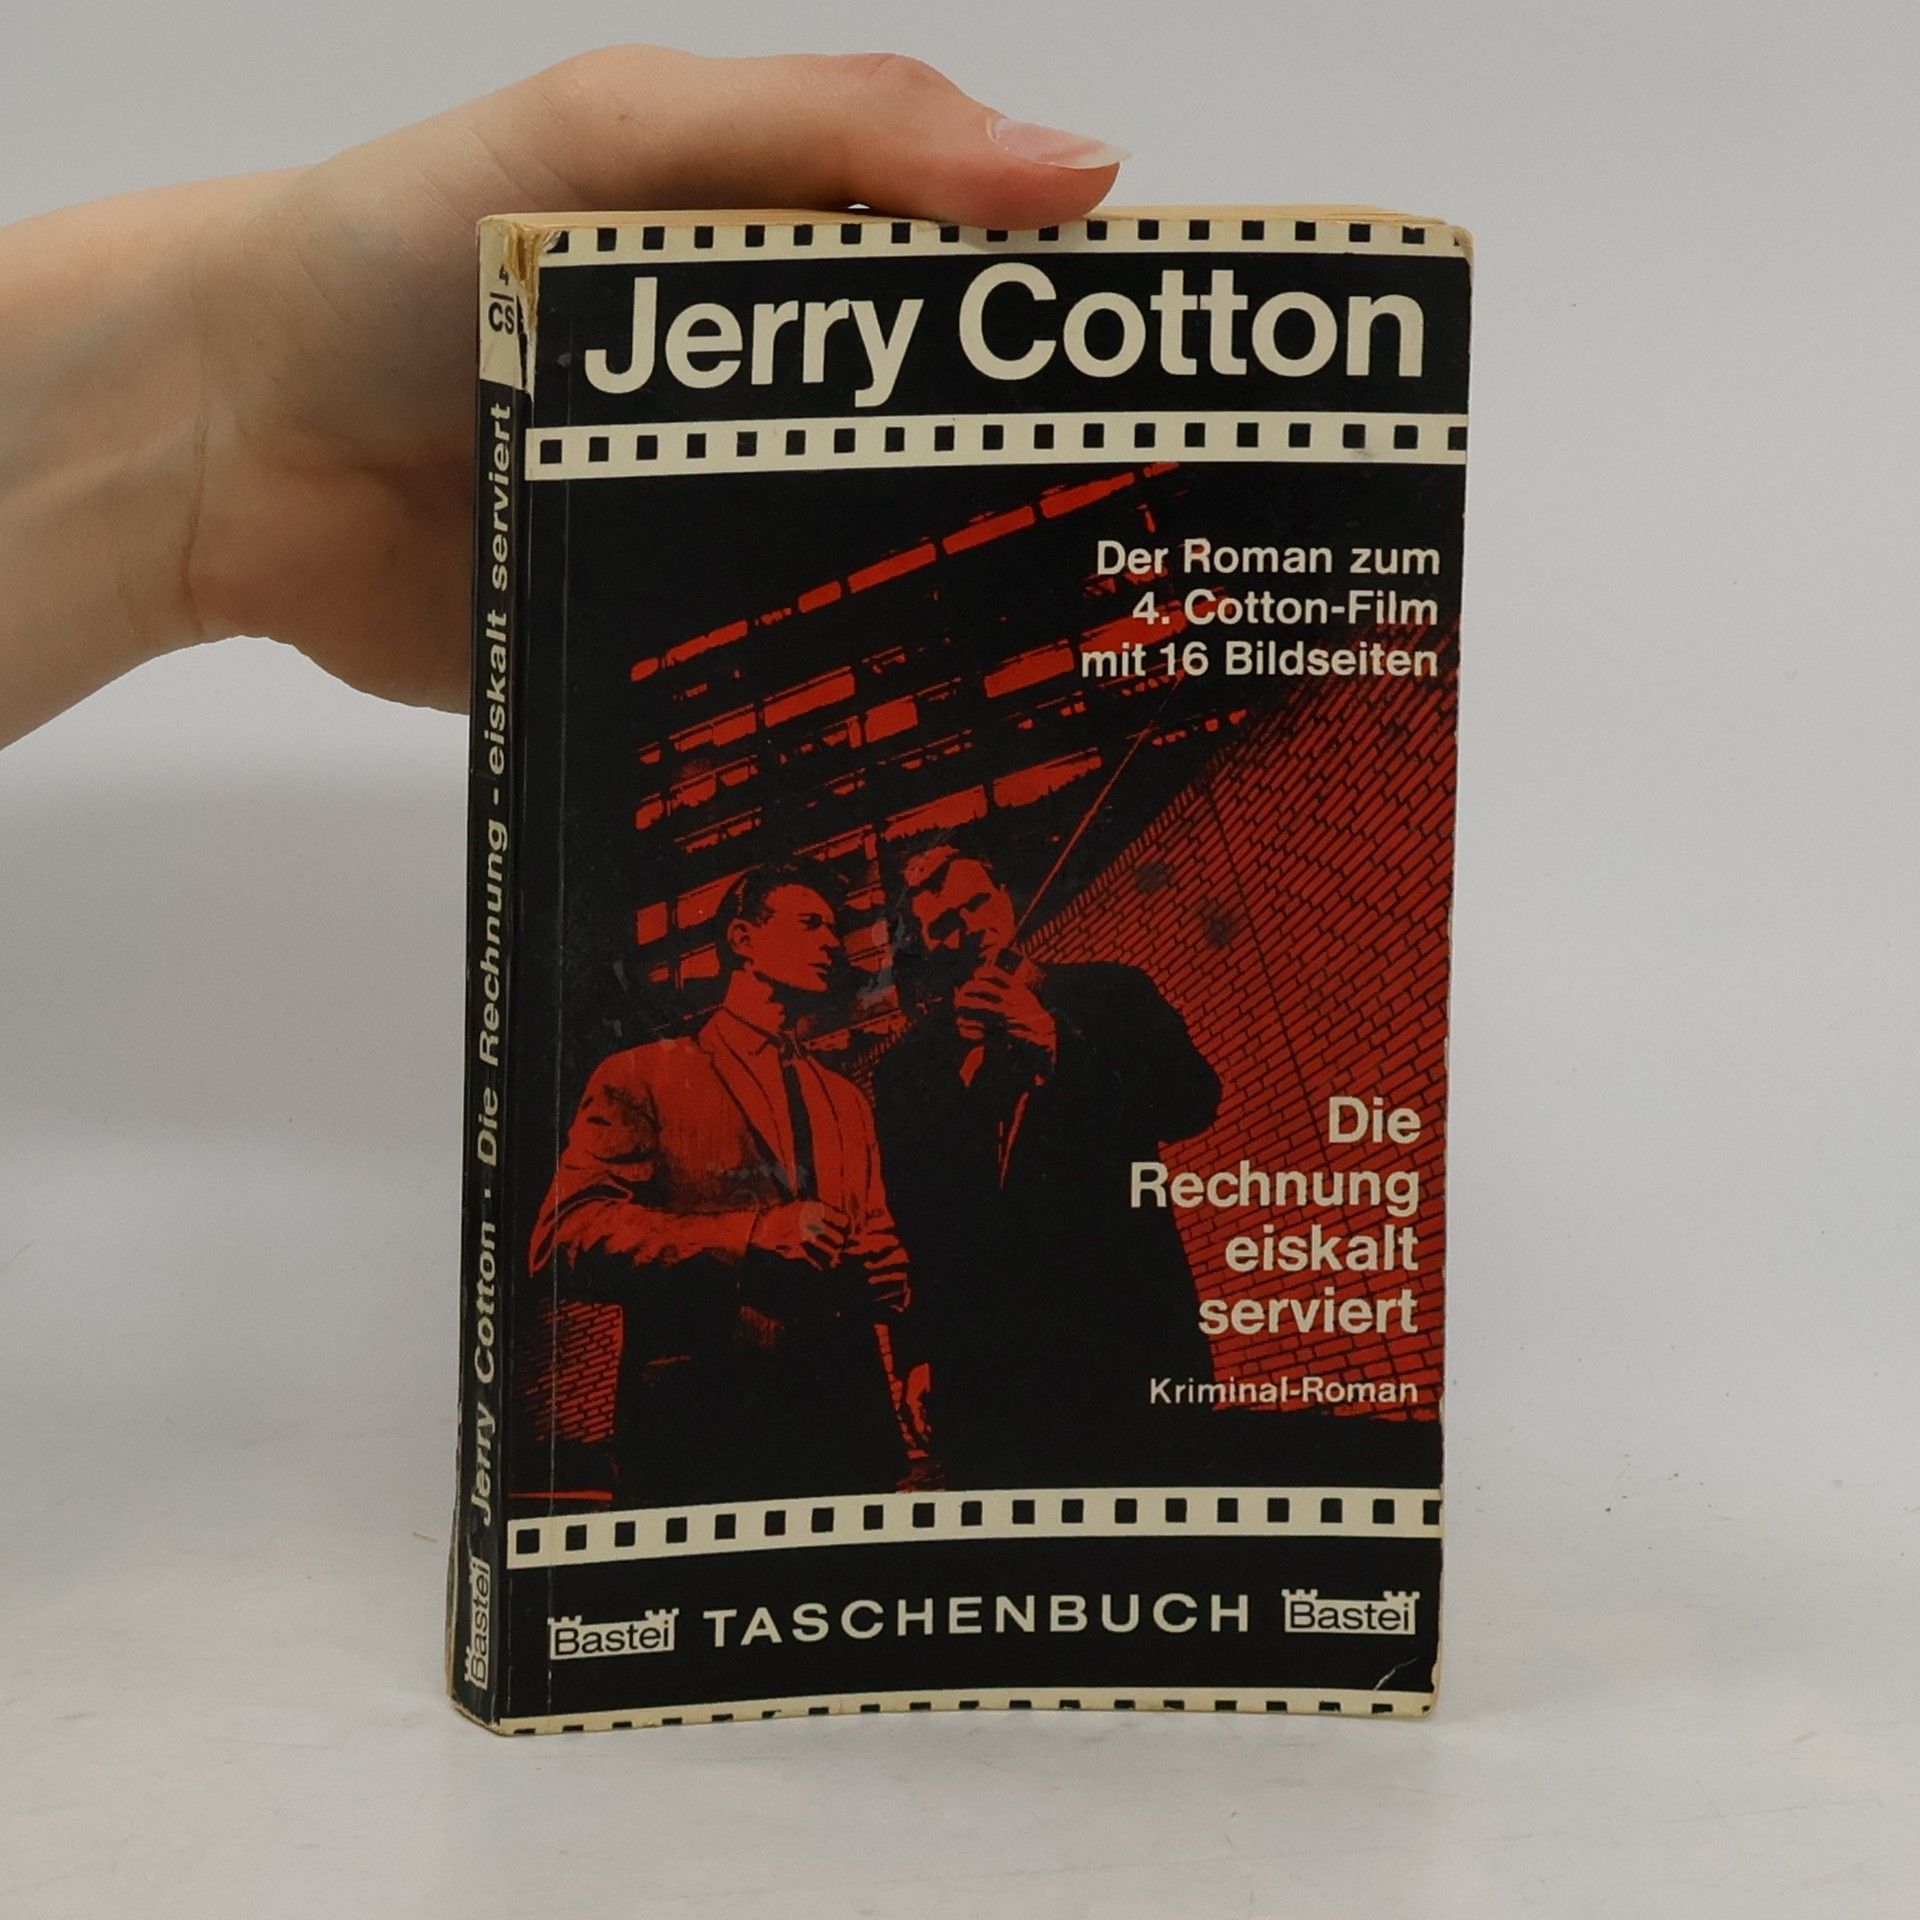 Jerry Cotton
Der Roman zum
4. Cotton-Film
mit 16 Bildseiten
Die
Rechnung
eiskalt
serviert
Kriminal-Roman
Bastei TASCHENBUCH Bastei
4
CS
Bastei Jerry Cotton · Die Rechnung - eiskalt serviert